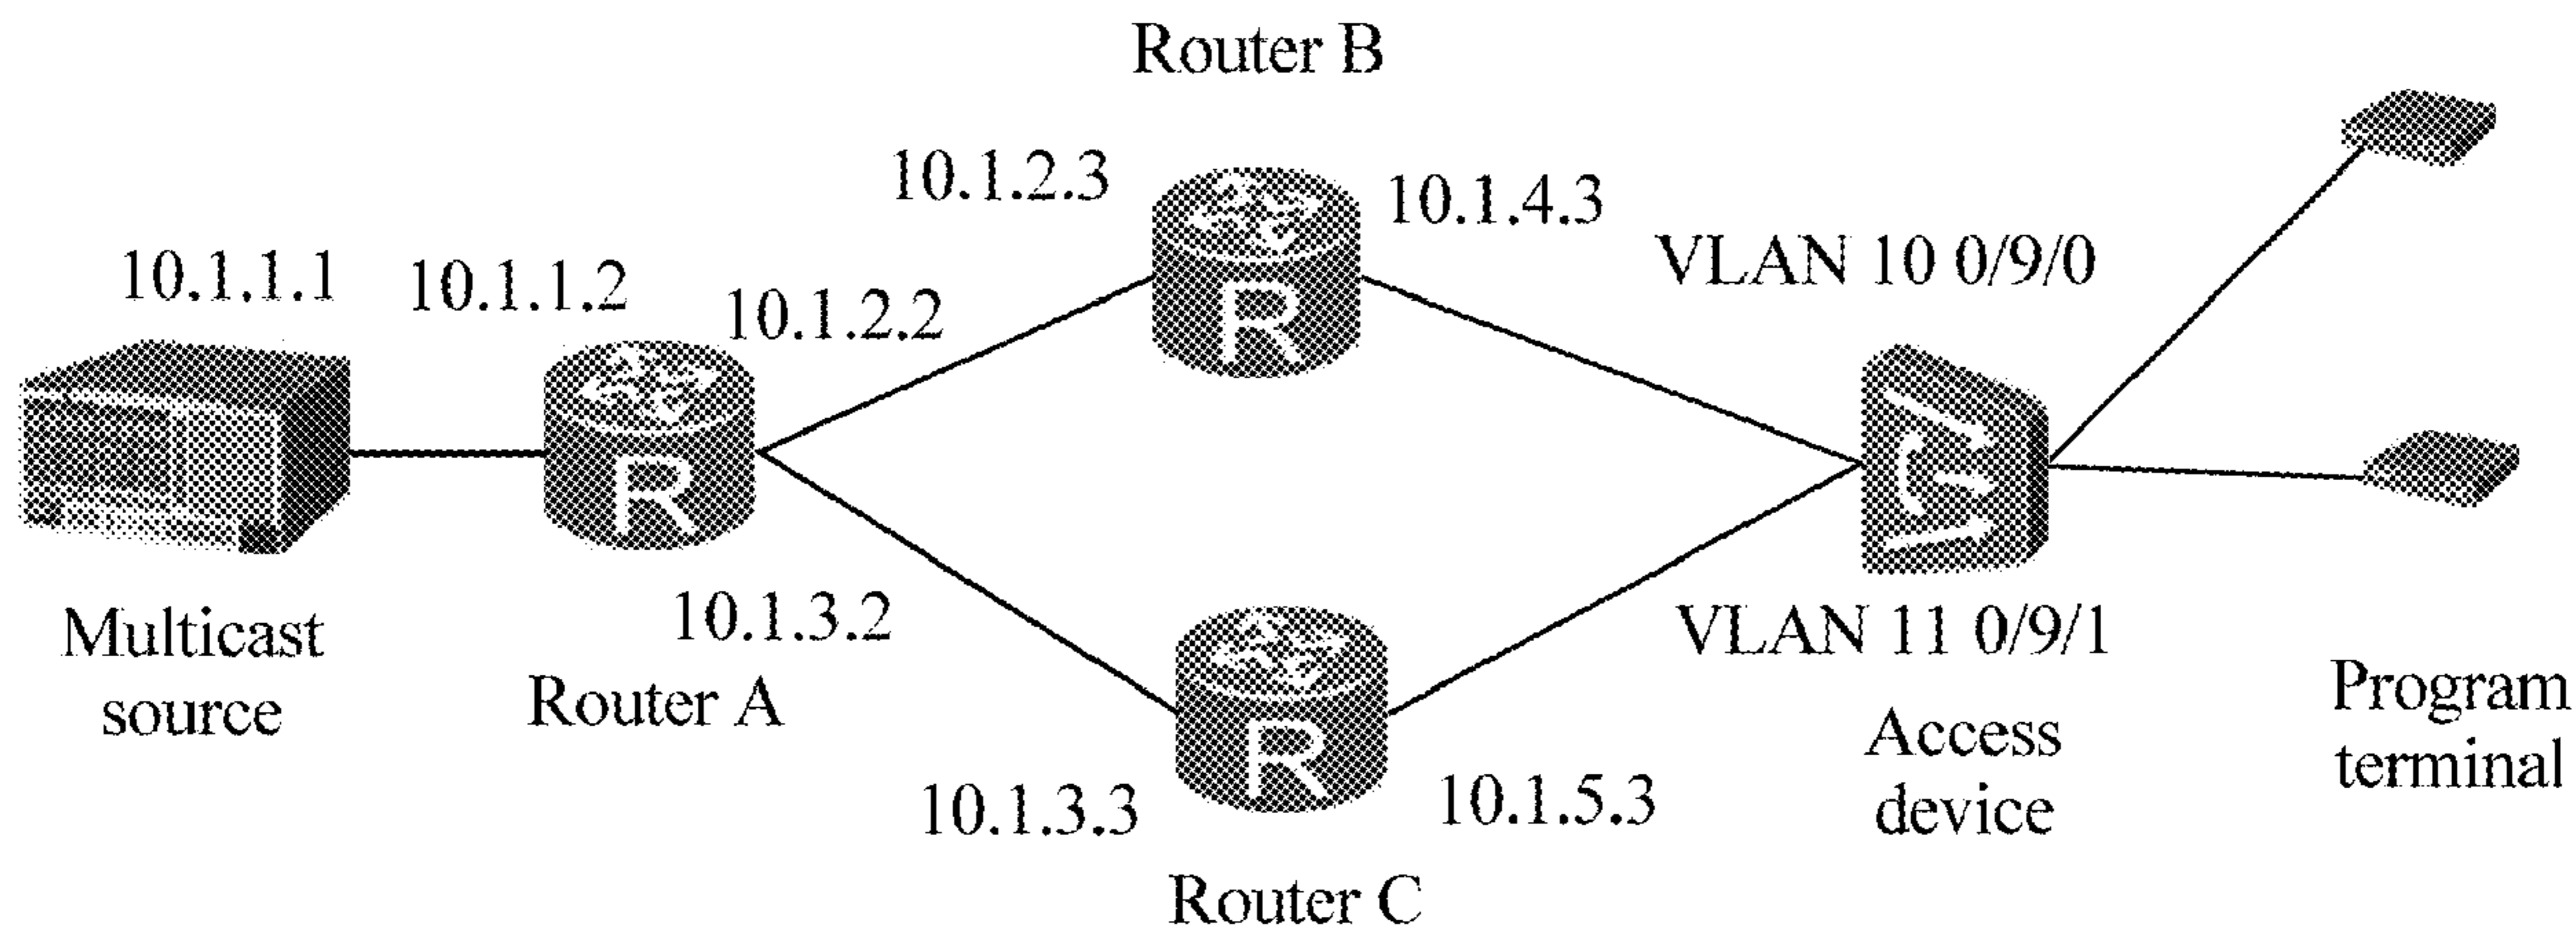 Router B
10.1.2.3
10.1.4.3
10.1.1.1
10.1.1.2
10.1.2.2
VLAN 10 0/9/0
R
R
Multicast
source
10.1.3.2
Router A
VLAN 11 0/9/1
Access
device
Program
terminal
R
10.1.3.3
10.1.5.3
Router C